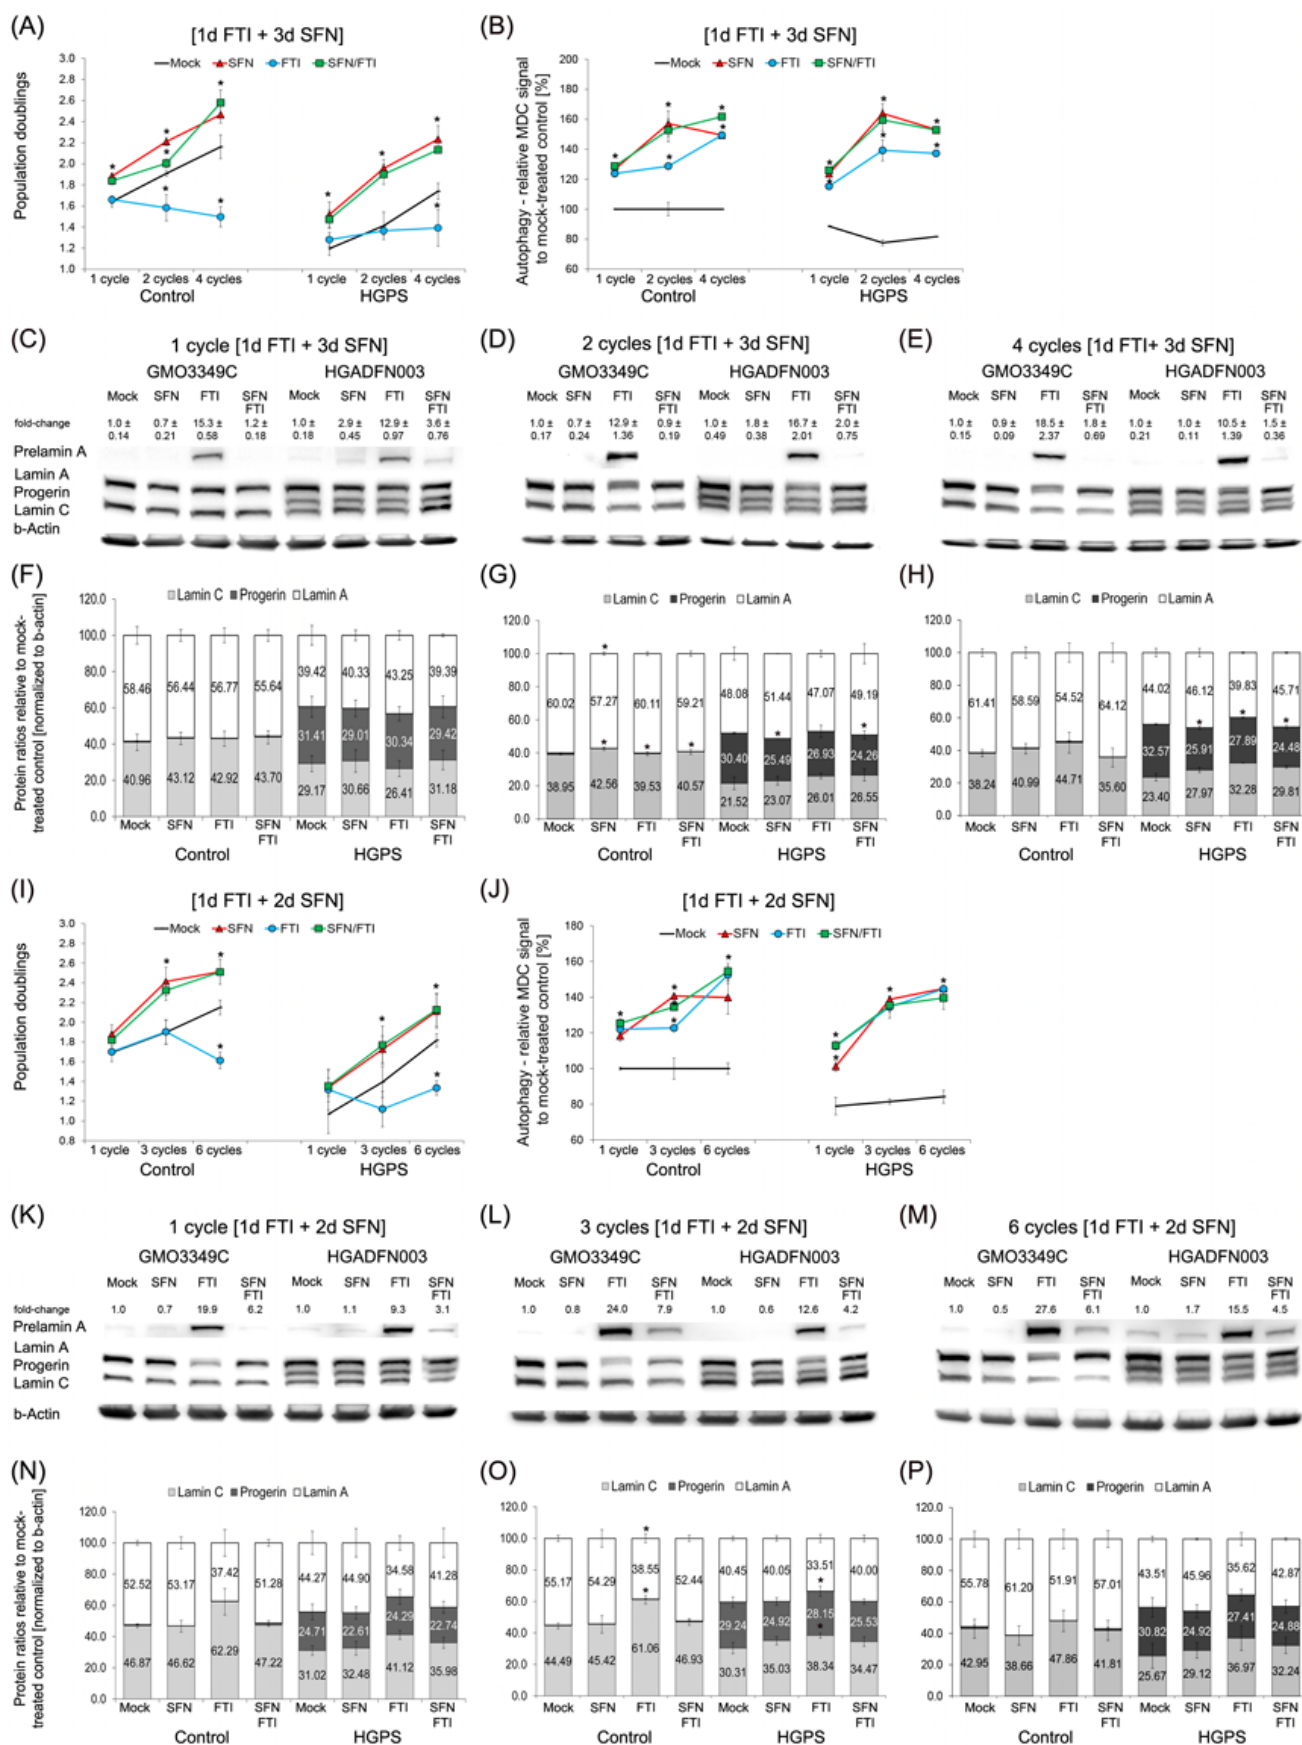 (A)
[1d FTI + 3d SFN]
Mock SFN FTI SFN/FTI
Population doublings
3.0
2.8
2.6
2.4
2.2
2.0
1.8
1.6
1.4
1.2
1.0
1 cycle 2 cycles 4 cycles 1 cycle 2 cycles 4 cycles
Control HGPS
(B)
[1d FTI + 3d SFN]
Mock SFN FTI SFN/FTI
Autophagy - relative MDC signal
to mock-treated control [%]
200
180
160
140
120
100
80
60
1 cycle 2 cycles 4 cycles 1 cycle 2 cycles 4 cycles
Control HGPS
(C)
1 cycle [1d FTI + 3d SFN]
GMO3349C HGADFN003
Mock SFN FTI SFN FTI Mock SFN FTI SFN FTI
fold-change 1.0 ± 0.7 ± 15.3 ± 1.2 ± 1.0 ± 2.9 ± 12.9 ± 3.6 ±
0.14 0.21 0.58 0.18 0.18 0.45 0.97 0.76
Prelamin A
Lamin A
Progerin
Lamin C
b-Actin
(D)
2 cycles [1d FTI + 3d SFN]
GMO3349C HGADFN003
Mock SFN FTI SFN FTI Mock SFN FTI SFN FTI
1.0 ± 0.7 ± 12.9 ± 0.9 ± 1.0 ± 1.8 ± 16.7 ± 2.0 ±
0.17 0.24 1.36 0.19 0.49 0.38 2.01 0.75
(E)
4 cycles [1d FTI+ 3d SFN]
GMO3349C HGADFN003
Mock SFN FTI SFN FTI Mock SFN FTI SFN FTI
1.0 ± 0.9 ± 18.5 ± 1.8 ± 1.0 ± 1.0 ± 10.5 ± 1.5 ±
0.15 0.09 2.37 0.69 0.21 0.11 1.39 0.36
(F)
Lamin C Progerin Lamin A
Protein ratios relative to mock-
treated control [normalized to b-actin]
120.0
100.0
80.0
60.0
40.0
20.0
0.0
58.46 56.44 56.77 55.64 39.42 40.33 43.25 39.39
31.41 29.01 30.34 29.42
40.96 43.12 42.92 43.70 29.17 30.66 26.41 31.18
Mock SFN FTI SFN FTI Mock SFN FTI SFN FTI
Control HGPS
(G)
Lamin C Progerin Lamin A
120.0
100.0
80.0
60.0
40.0
20.0
0.0
60.02 57.27 60.11 59.21 48.08 51.44 47.07 49.19
30.40 25.49 26.93 24.26
38.95 42.56 39.53 40.57 21.52 23.07 26.01 26.55
Mock SFN FTI SFN FTI Mock SFN FTI SFN FTI
Control HGPS
(H)
Lamin C Progerin Lamin A
120.0
100.0
80.0
60.0
40.0
20.0
0.0
61.41 58.59 54.52 64.12 44.02 46.12 39.83 45.71
32.57 25.91 27.89 24.48
38.24 40.99 44.71 35.60 23.40 27.97 32.28 29.81
Mock SFN FTI SFN FTI Mock SFN FTI SFN FTI
Control HGPS
(I)
[1d FTI + 2d SFN]
Mock SFN FTI SFN/FTI
Population doublings
3.0
2.8
2.6
2.4
2.2
2.0
1.8
1.6
1.4
1.2
1.0
0.8
1 cycle 3 cycles 6 cycles 1 cycle 3 cycles 6 cycles
Control HGPS
(J)
[1d FTI + 2d SFN]
Mock SFN FTI SFN/FTI
Autophagy - relative MDC signal
to mock-treated control [%]
180
160
140
120
100
80
60
1 cycle 3 cycles 6 cycles 1 cycle 3 cycles 6 cycles
Control HGPS
(K)
1 cycle [1d FTI + 2d SFN]
GMO3349C HGADFN003
Mock SFN FTI SFN FTI Mock SFN FTI SFN FTI
fold-change 1.0 0.7 19.9 6.2 1.0 1.1 9.3 3.1
Prelamin A
Lamin A
Progerin
Lamin C
b-Actin
(L)
3 cycles [1d FTI + 2d SFN]
GMO3349C HGADFN003
Mock SFN FTI SFN FTI Mock SFN FTI SFN FTI
1.0 0.8 24.0 7.9 1.0 0.6 12.6 4.2
(M)
6 cycles [1d FTI + 2d SFN]
GMO3349C HGADFN003
Mock SFN FTI SFN FTI Mock SFN FTI SFN FTI
1.0 0.5 27.6 6.1 1.0 1.7 15.5 4.5
(N)
Lamin C Progerin Lamin A
Protein ratios relative to mock-
treated control [normalized to b-actin]
120.0
100.0
80.0
60.0
40.0
20.0
0.0
52.52 53.17 37.42 51.28 44.27 44.90 34.58 41.28
24.71 22.61 24.29 22.74
46.87 46.62 62.29 47.22 31.02 32.48 41.12 35.98
Mock SFN FTI SFN FTI Mock SFN FTI SFN FTI
Control HGPS
(O)
Lamin C Progerin Lamin A
120.0
100.0
80.0
60.0
40.0
20.0
0.0
55.17 54.29 38.55 52.44 40.45 40.05 33.51 40.00
29.24 24.92 28.15 25.53
44.49 45.42 61.06 46.93 30.31 35.03 38.34 34.47
Mock SFN FTI SFN FTI Mock SFN FTI SFN FTI
Control HGPS
(P)
Lamin C Progerin Lamin A
120.0
100.0
80.0
60.0
40.0
20.0
0.0
55.78 61.20 51.91 57.01 43.51 45.96 35.62 42.87
30.82 24.92 27.41 24.88
42.95 38.66 47.86 41.81 25.67 29.12 36.97 32.24
Mock SFN FTI SFN FTI Mock SFN FTI SFN FTI
Control HGPS